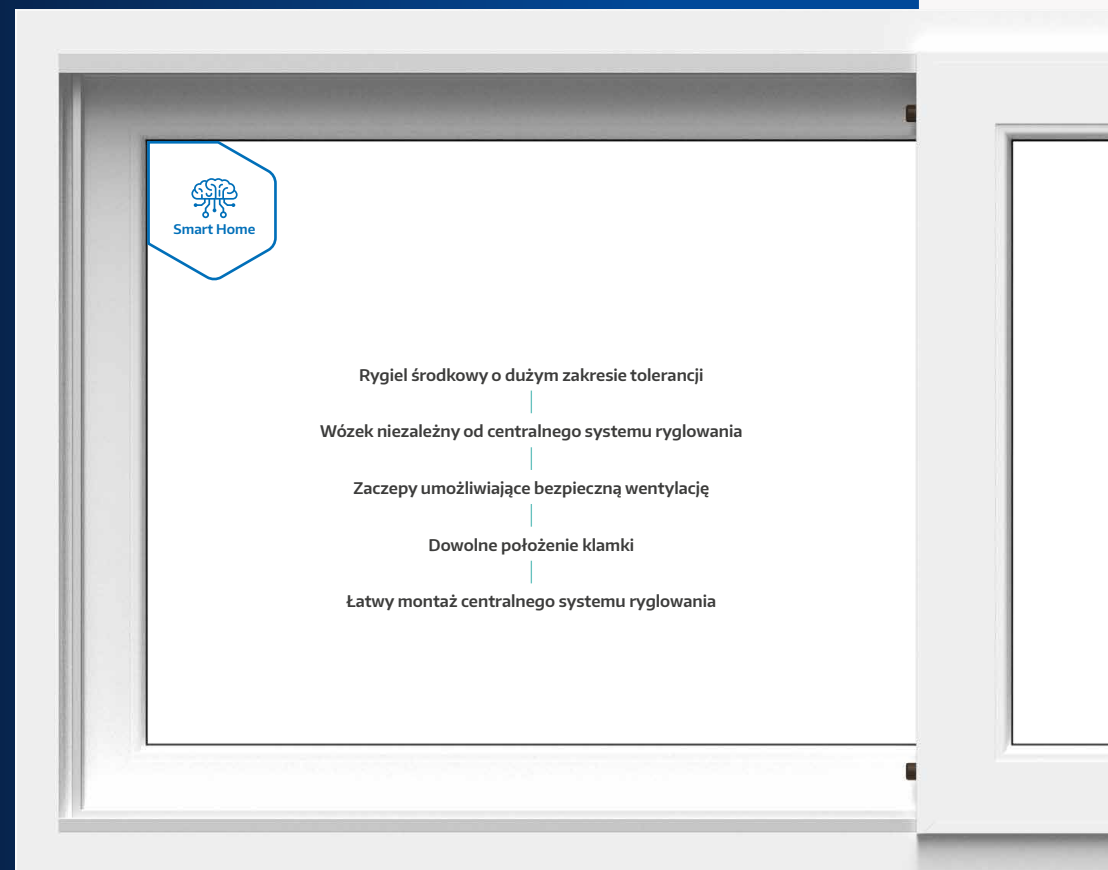 Smart Home
Rygiel środkowy o dużym zakresie tolerancji
Wózek niezależny od centralnego systemu ryglowania
Zaczepy umożliwiające bezpieczną wentylację
Dowolne położenie klamki
Łatwy montaż centralnego systemu ryglowania